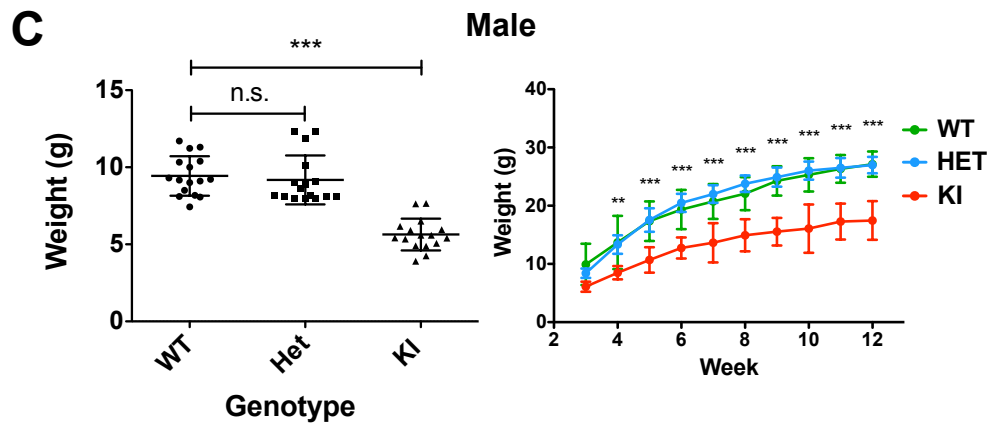 C
Male
***
n.s.
15
10
5
0
Weight (g)
WT
Het
KI
Genotype
40
30
20
10
0
Weight (g)
** *** *** *** *** *** *** *** ***
2 4 6 8 10 12
Week
WT
HET
KI